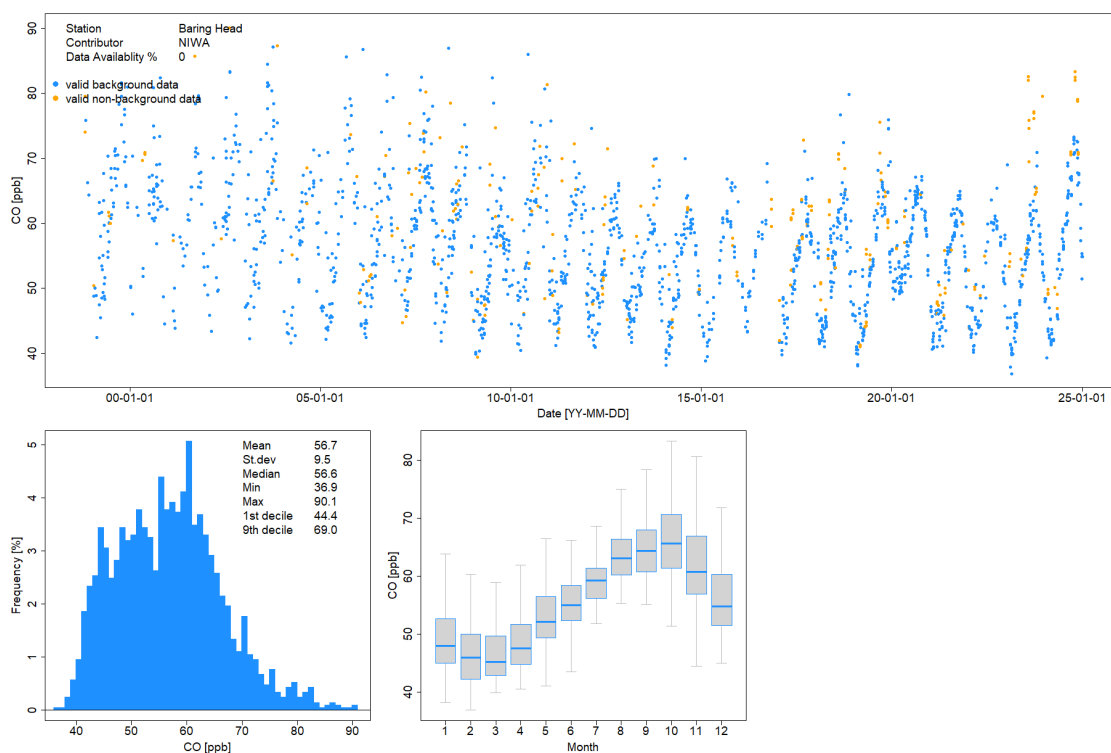 Station Baring Head
Contributor NIWA
Data Availablity % 0
valid background data
valid non-background data
CO [ppb]
90
80
70
60
50
40
00-01-01 05-01-01 10-01-01 15-01-01 20-01-01 25-01-01
Date [YY-MM-DD]
Mean 56.7
St.dev 9.5
Median 56.6
Min 36.9
Max 90.1
1st decile 44.4
9th decile 69.0
Frequency [%]
5
4
3
2
1
0
40 50 60 70 80 90
CO [ppb]
CO [ppb]
80
70
60
50
40
1 2 3 4 5 6 7 8 9 10 11 12
Month